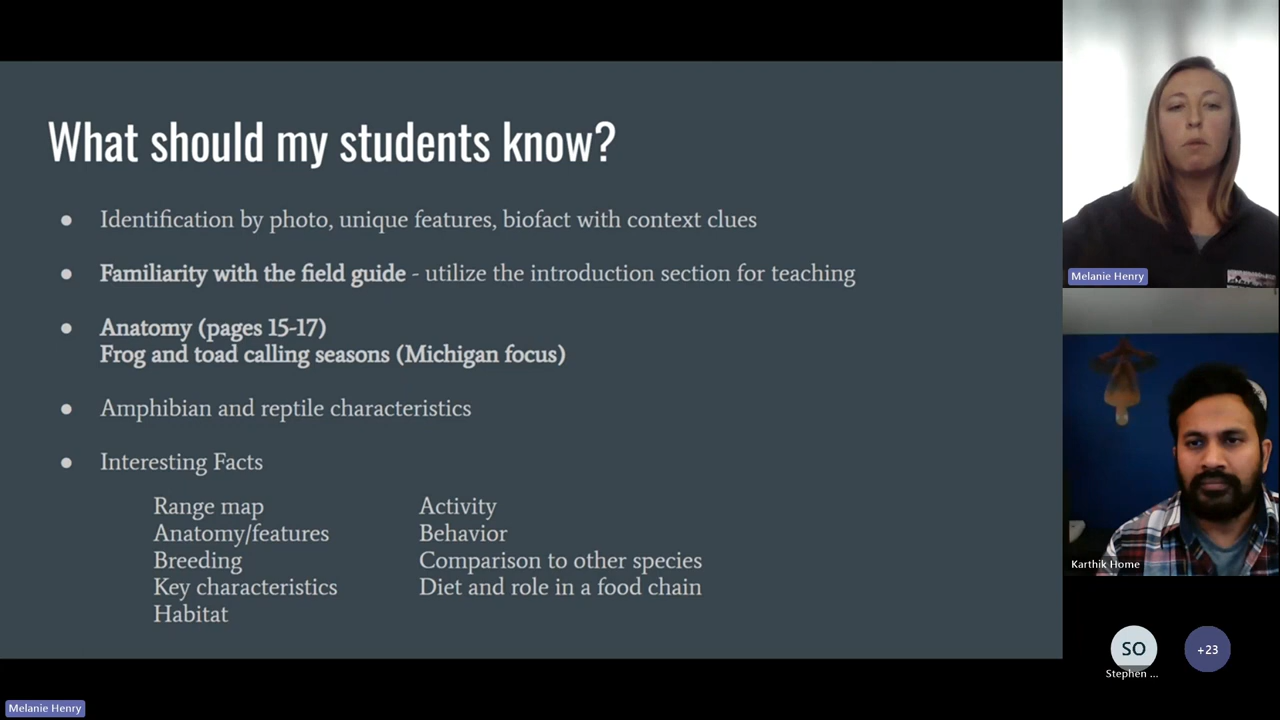 What should my students know?
● Identification by photo, unique features, biofact with context clues
● Familiarity with the field guide - utilize the introduction section for teaching
● Anatomy (pages 15-17)
Frog and toad calling seasons (Michigan focus)
● Amphibian and reptile characteristics
● Interesting Facts
Range map
Anatomy/features
Breeding
Key characteristics
Habitat
Activity
Behavior
Comparison to other species
Diet and role in a food chain
Melanie Henry
Karthik Home
SO
Stephen ...
+23
Melanie Henry